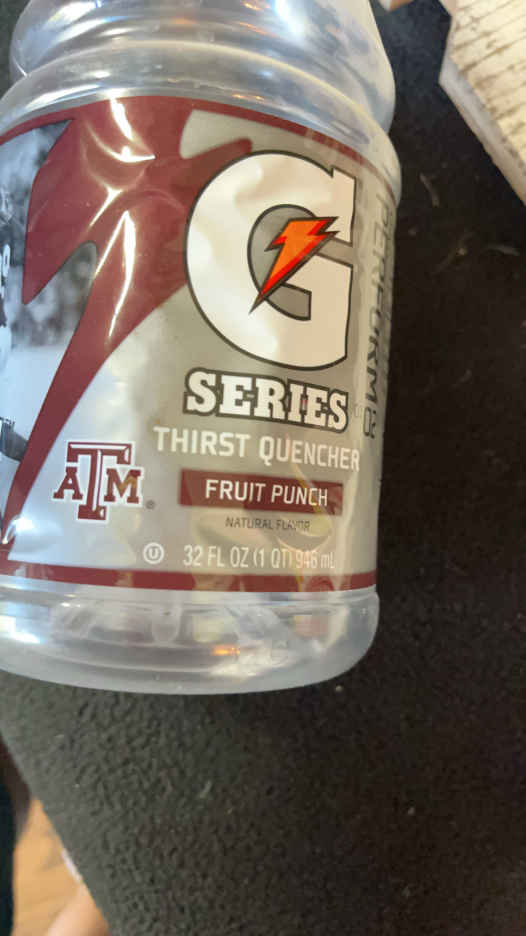 G
SERIES
THIRST QUENCHER
FRUIT PUNCH
NATURAL FLAVOR
ATM ®
U 32 FL OZ (1 QT) 946 mL
PERFORM 02